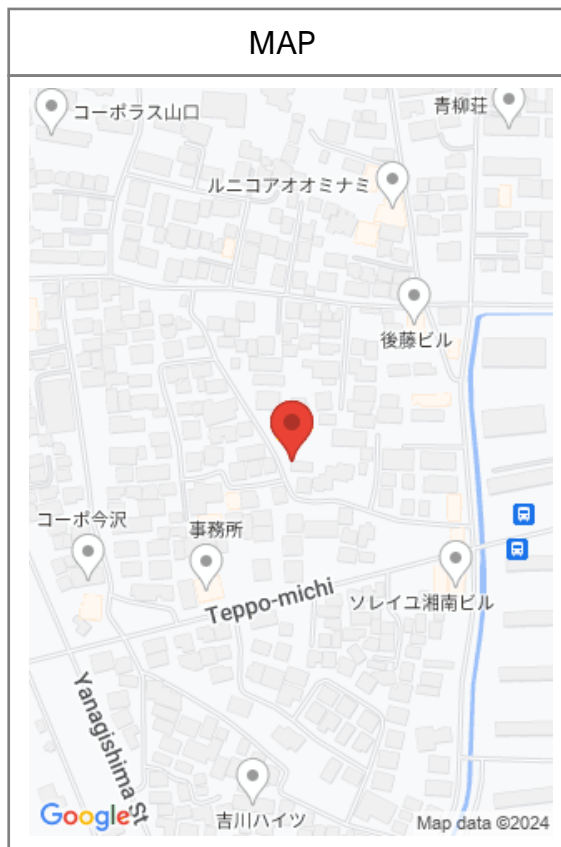 MAP
コーポラス山口
青柳荘
ルニコアオオミナミ
後藤ビル
コーポ今沢
事務所
Teppo-michi
ソレイユ湘南ビル
Yanagishima St
吉川ハイツ
Google
Map data ©2024